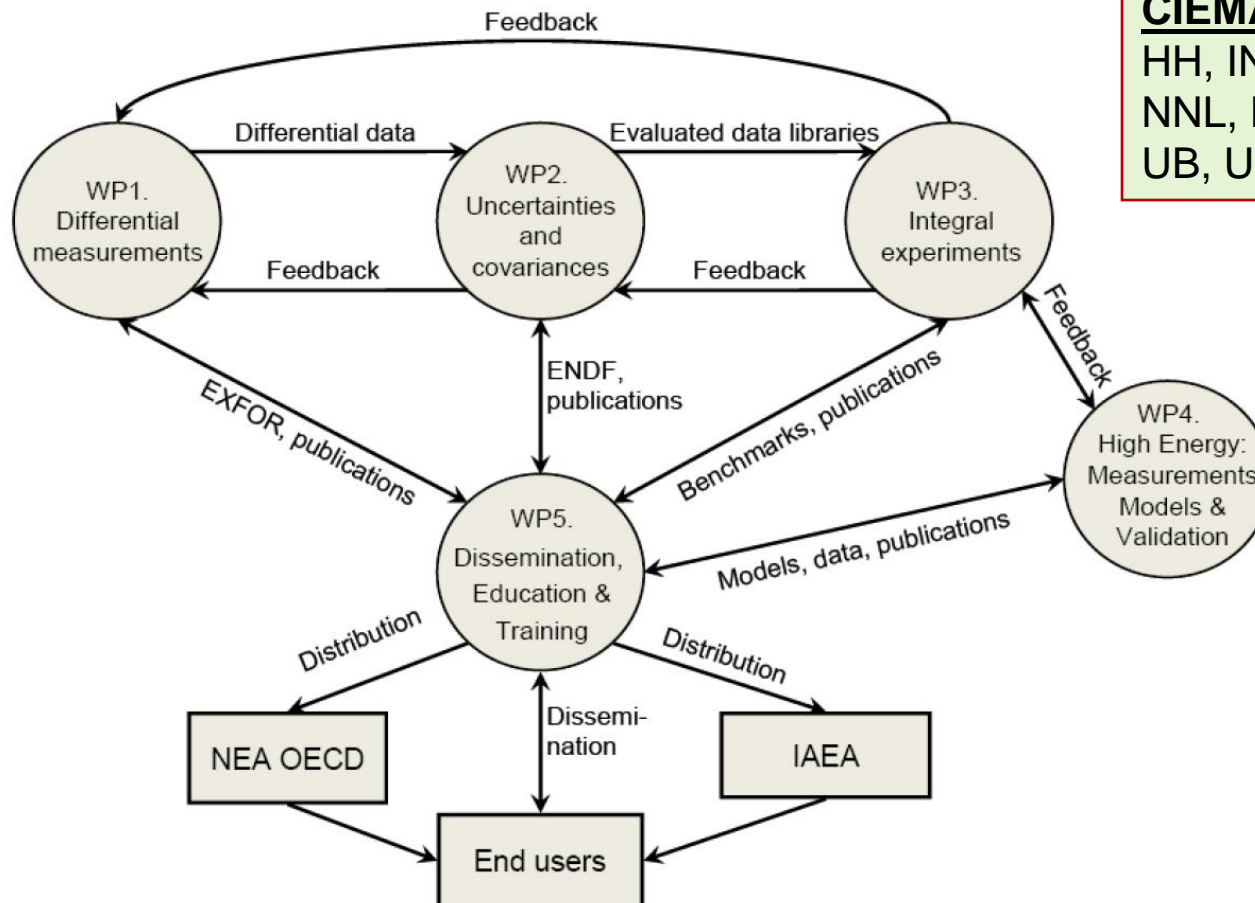 Feedback
CIEMA
HH, IN
NNL,
UB, U
Differential data
Evaluated data libraries
WP1.
Differential
measurements
WP2.
Uncertainties
and
covariances
WP3.
Integral
experiments
Feedback
Feedback
Feedback
EXFOR, publications
ENDF,
publications
Benchmarks, publications
WP4.
High Energy:
Measurements
Models &
Validation
WP5.
Dissemination,
Education &
Training
Models, data, publications
Distribution
Distribution
Dissemi-
nation
NEA OECD
IAEA
End users